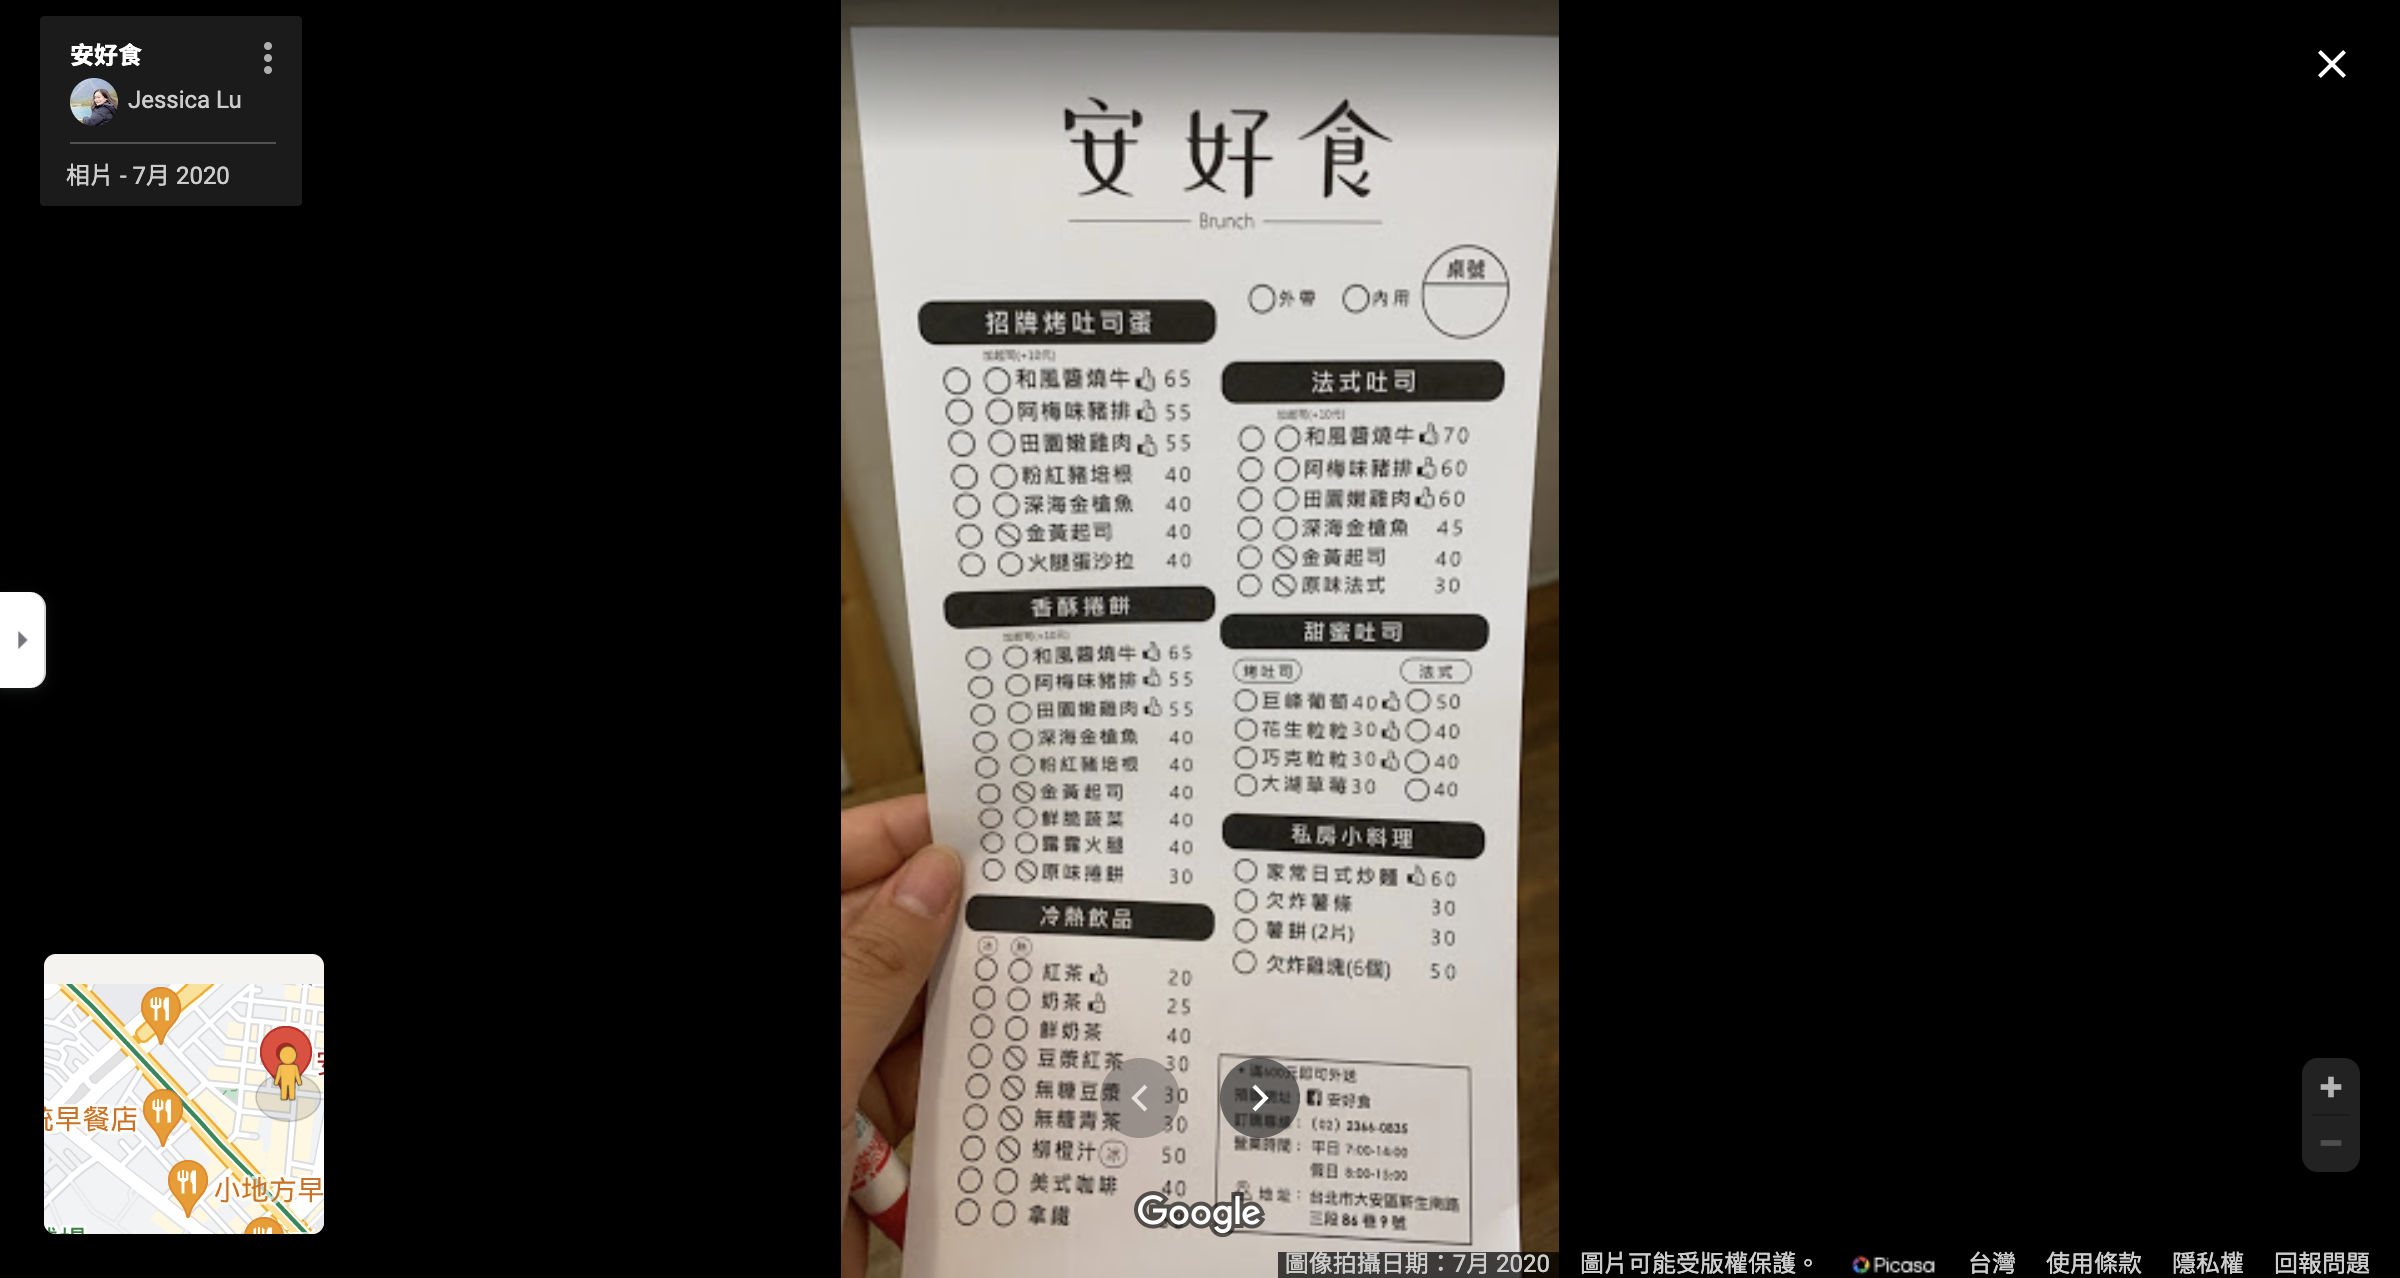 安好食
Jessica Lu
相片 - 7月 2020
安好食
Brunch
外帶 內用 桌號
招牌烤吐司蛋
加起司(+10元)
和風醬燒牛 65
阿梅味豬排 55
田園嫩雞肉 55
粉紅豬培根 40
深海金槍魚 40
金黃起司 40
火腿蛋沙拉 40
香酥捲餅
加起司(+10元)
和風醬燒牛 65
阿梅味豬排 55
田園嫩雞肉 55
深海金槍魚 40
粉紅豬培根 40
金黃起司 40
鮮脆蔬菜 40
露露火腿 40
原味捲餅 30
冷熱飲品
冰 熱
紅茶 20
奶茶 25
鮮奶茶 40
豆漿紅茶 30
無糖豆漿 30
無糖青茶 30
柳橙汁 冰 50
美式咖啡 40
拿鐵
法式吐司
加起司(+10元)
和風醬燒牛 70
阿梅味豬排 60
田園嫩雞肉 60
深海金槍魚 45
金黃起司 40
原味法式 30
甜蜜吐司
烤吐司 法式
巨峰葡萄 40 50
花生粒粒 30 40
巧克粒粒 30 40
大湖草莓 30 40
私房小料理
家常日式炒麵 60
欠炸薯條 30
薯餅(2片) 30
欠炸雞塊(6個) 50
滿400元即可外送
安好食
(02) 2366-0835
營業時間: 平日 7:00-14:00
假日 8:00-15:00
地址: 台北市大安區新生南路
三段86巷9號
早餐店
小地方早
Google
圖像拍攝日期：7月 2020
圖片可能受版權保護。
Picasa
台灣
使用條款
隱私權
回報問題